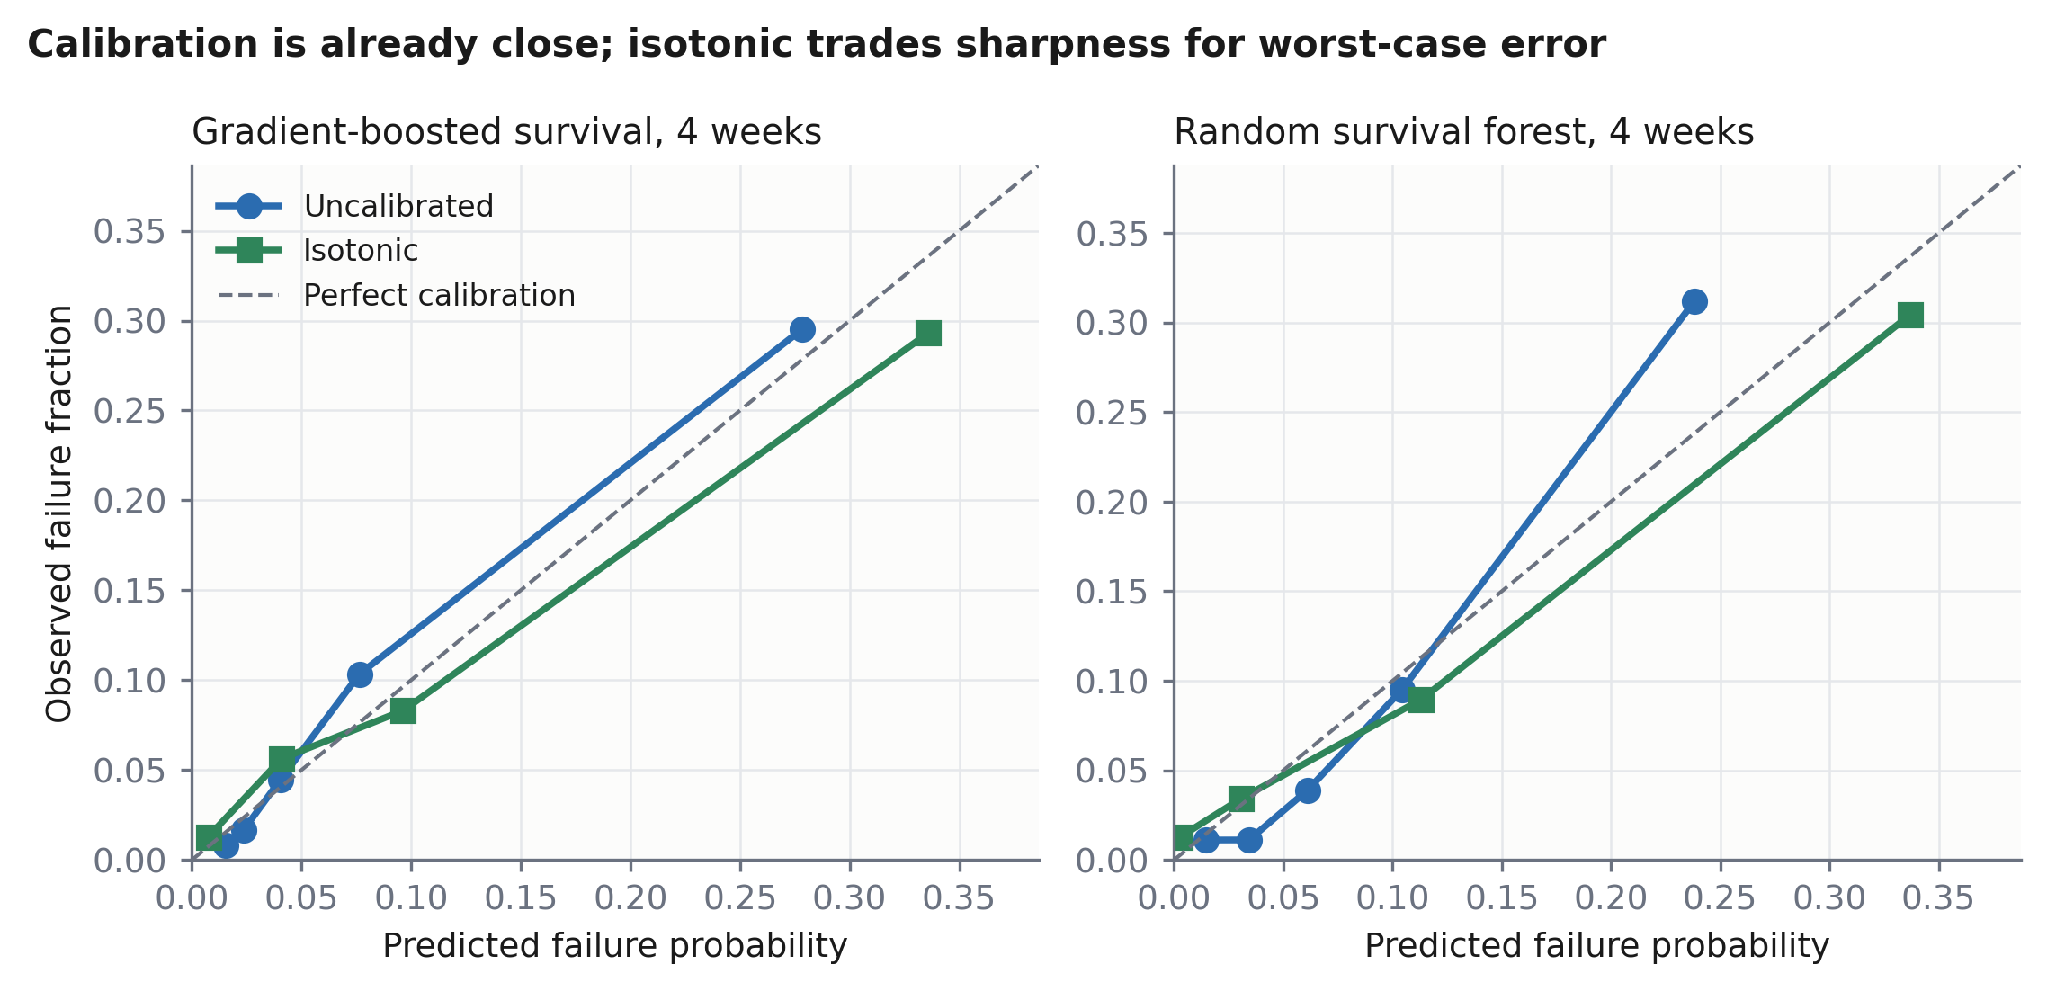 Calibration is already close; isotonic trades sharpness for worst-case error
Gradient-boosted survival, 4 weeks
Uncalibrated
Isotonic
Perfect calibration
Observed failure fraction
0.35
0.30
0.25
0.20
0.15
0.10
0.05
0.00
0.00 0.05 0.10 0.15 0.20 0.25 0.30 0.35
Predicted failure probability
Random survival forest, 4 weeks
0.35
0.30
0.25
0.20
0.15
0.10
0.05
0.00
0.00 0.05 0.10 0.15 0.20 0.25 0.30 0.35
Predicted failure probability